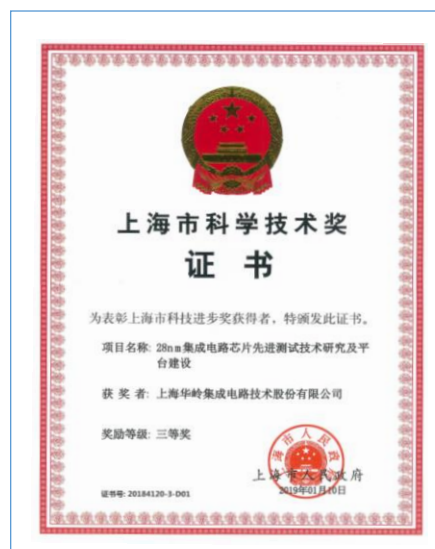 上海市科学技术奖
证 书
为表彰上海市科技进步奖获得者，特颁发此证书。
项目名称: 28nm集成电路芯片先进测试技术研究及平
台建设
获 奖 者: 上海华岭集成电路技术股份有限公司
奖励等级: 三等奖
上海市人民政府
2019年01月10日
证书号: 20184120-3-D01